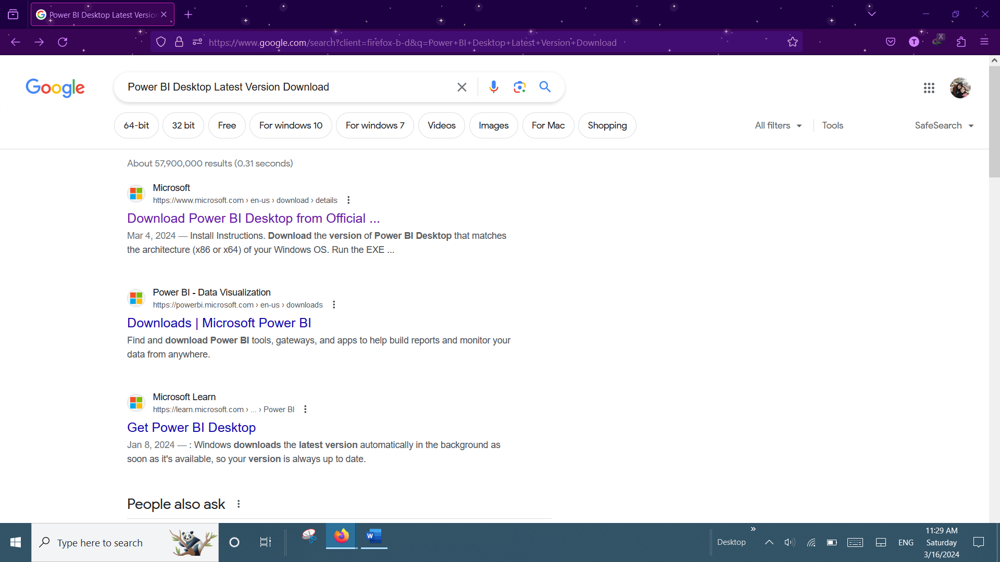 Power BI Desktop Latest Version
https://www.google.com/search?client=firefox-b-d&q=Power+BI+Desktop+Latest+Version+Download
T
X
Google
Power BI Desktop Latest Version Download
64-bit
32 bit
Free
For windows 10
For windows 7
Videos
Images
For Mac
Shopping
All filters
Tools
SafeSearch
About 57,900,000 results (0.31 seconds)
Microsoft
https://www.microsoft.com › en-us › download › details
Download Power BI Desktop from Official ...
Mar 4, 2024 — Install Instructions. Download the version of Power BI Desktop that matches
the architecture (x86 or x64) of your Windows OS. Run the EXE ...
Power BI - Data Visualization
https://powerbi.microsoft.com › en-us › downloads
Downloads | Microsoft Power BI
Find and download Power BI tools, gateways, and apps to help build reports and monitor your
data from anywhere.
Microsoft Learn
https://learn.microsoft.com › ... › Power BI
Get Power BI Desktop
Jan 8, 2024 — : Windows downloads the latest version automatically in the background as
soon as it's available, so your version is always up to date.
People also ask
Type here to search
W
Desktop
»
ENG
11:29 AM
Saturday
3/16/2024